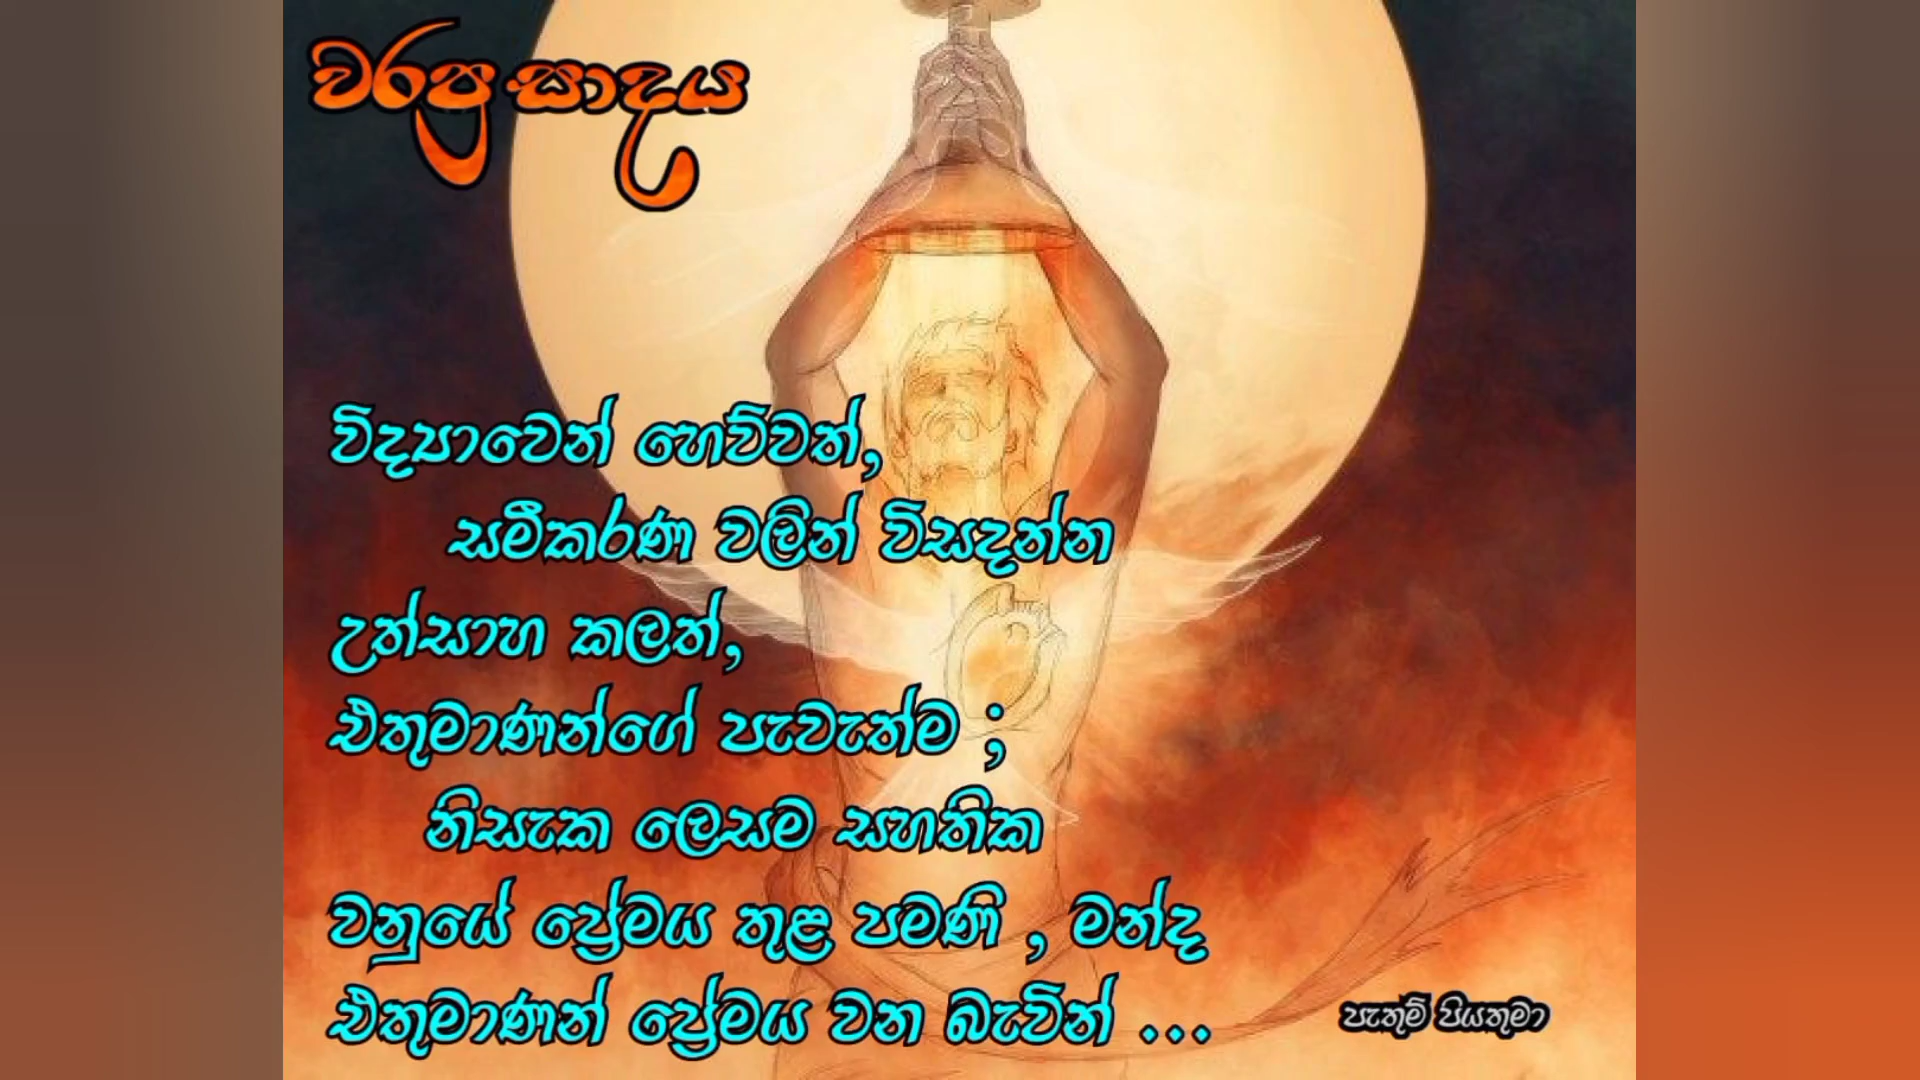 වරප්‍රසාදය
විද්‍යාවෙන් හෙව්වත්,
සමීකරණ වලින් විසදන්න
උත්සාහ කලත්,
එතුමාණන්ගේ පැවැත්ම ;
නිසැක ලෙසම සහතික
වනුයේ ප්‍රේමය තුළ පමණි , මන්ද
එතුමාණන් ප්‍රේමය වන බැවින් ...
පැතුම් පියතුමා